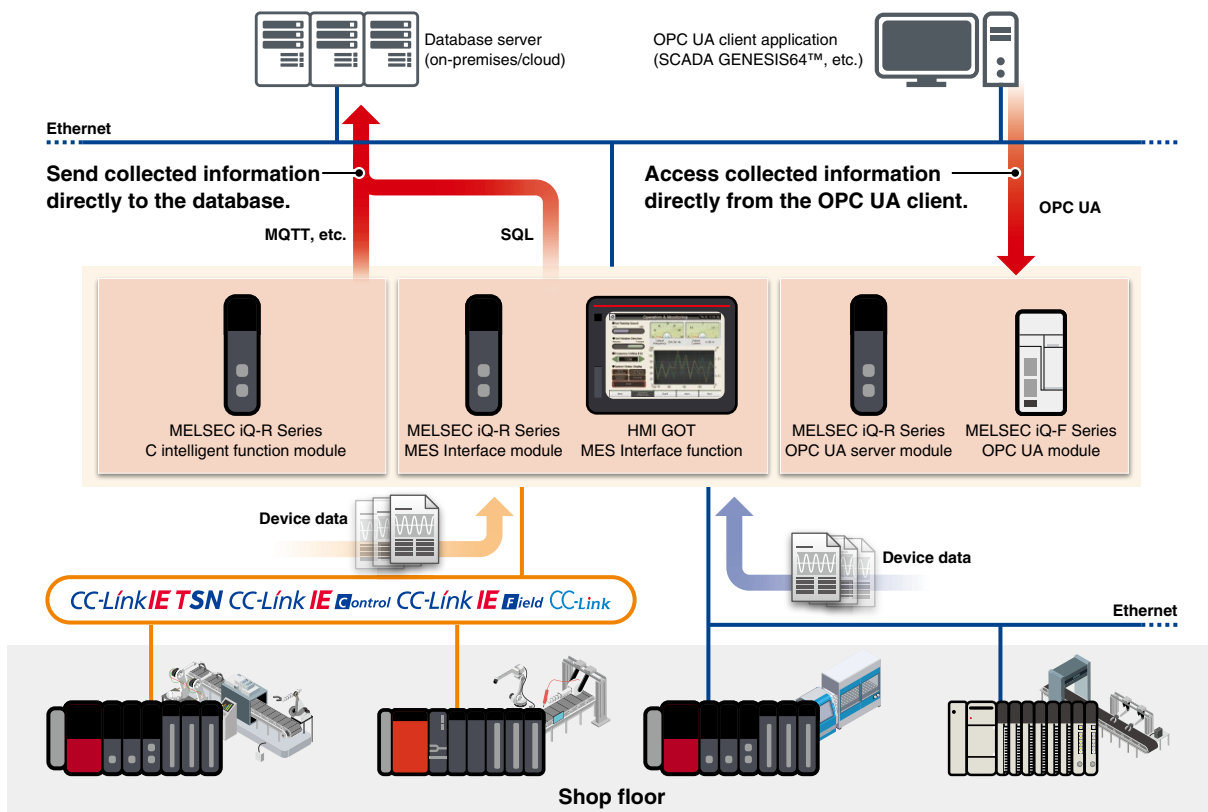 Database server
(on-premises/cloud)
OPC UA client application
(SCADA GENESIS64™, etc.)
Ethernet
Send collected information
directly to the database.
Access collected information
directly from the OPC UA client.
MQTT, etc.
SQL
OPC UA
MELSEC iQ-R Series
C intelligent function module
MELSEC iQ-R Series
MES Interface module
HMI GOT
MES Interface function
MELSEC iQ-R Series
OPC UA server module
MELSEC iQ-F Series
OPC UA module
Device data
Device data
CC-Link IE TSN CC-Link IE Control CC-Link IE Field CC-Link
Ethernet
Shop floor